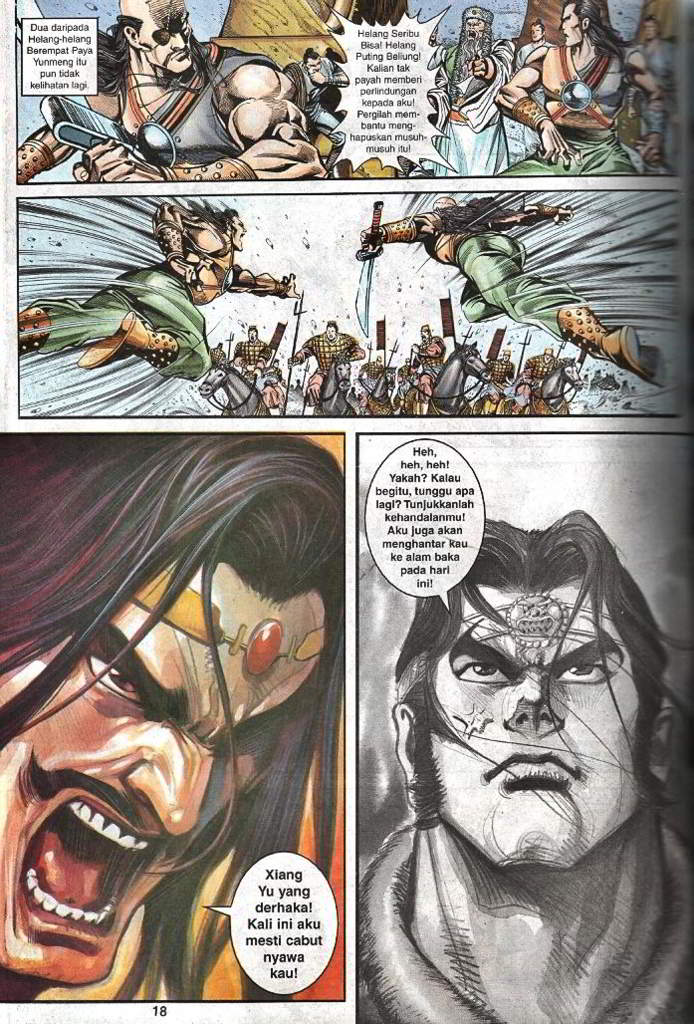 Dua daripada
Helang-helang
Berempat Paya
Yunmeng itu
pun tidak
kelihatan lagi.
Helang Seribu
Bisa! Helang
Puting Beliung!
Kalian tak
payah memberi
perlindungan
kepada aku!
Pergilah mem-
bantu meng-
hapuskan musuh-
musuh itu!
Heh,
heh, heh!
Yakah? Kalau
begitu, tunggu apa
lagi? Tunjukkanlah
kehandalanmu!
Aku juga akan
menghantar kau
ke alam baka
pada hari
ini!
Xiang
Yu yang
derhaka!
Kali ini aku
mesti cabut
nyawa
kau!
18